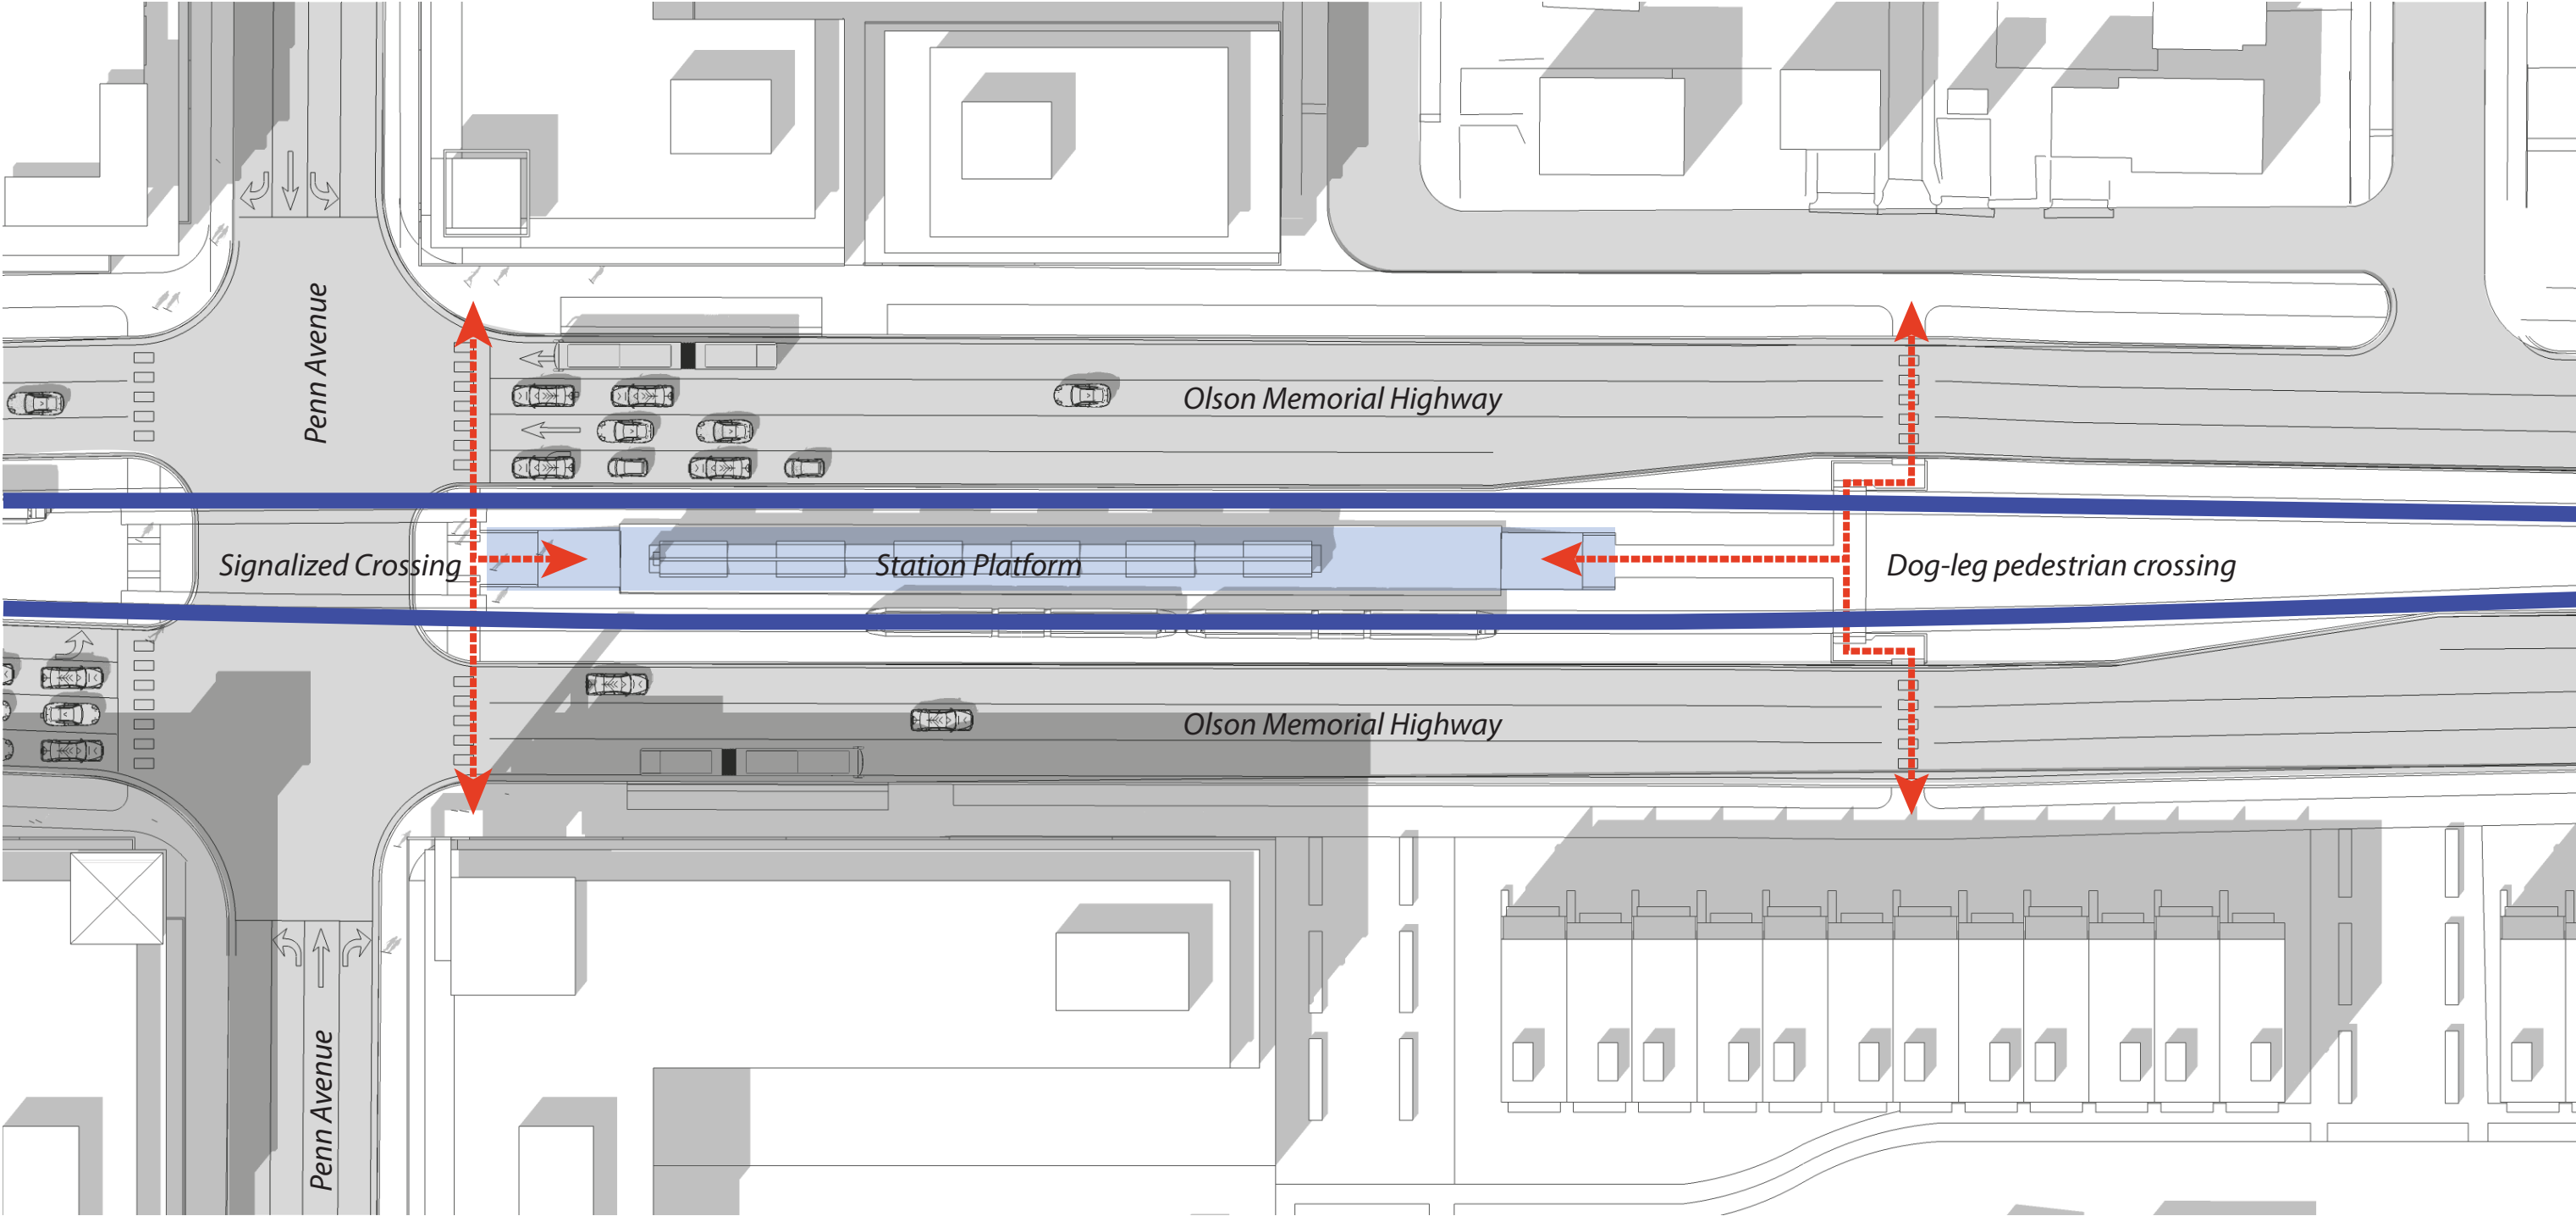 Penn Avenue
Olson Memorial Highway
Signalized Crossing
Station Platform
Dog-leg pedestrian crossing
Olson Memorial Highway
Penn Avenue